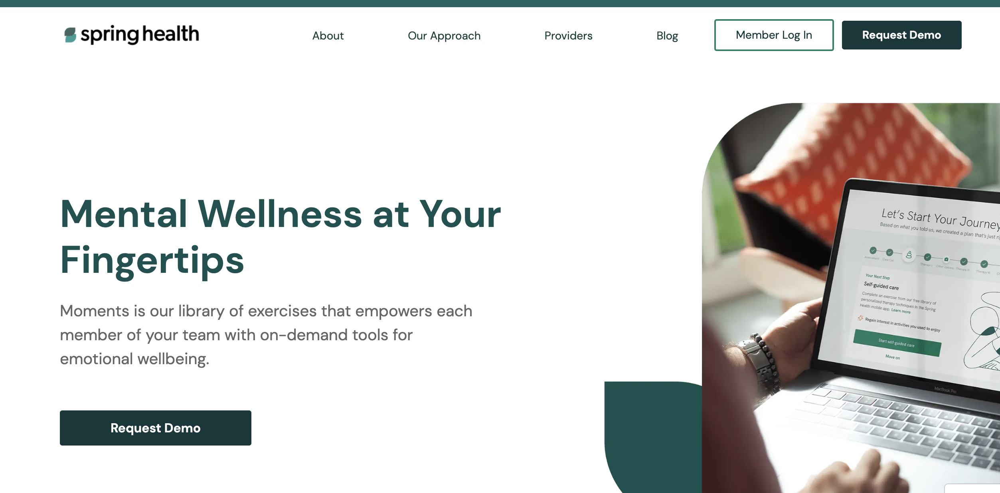 spring health
About
Our Approach
Providers
Blog
Member Log In
Request Demo
Mental Wellness at Your
Fingertips
Moments is our library of exercises that empowers each
member of your team with on-demand tools for
emotional wellbeing.
Request Demo
Let's Start Your Journey
Based on what you told us, we created a plan that's just
Assessment
Care Call
Therapy I
Other options
Therapy II
Therapy III
Your Next Step
Self-guided care
Complete an exercise from our free library of
personalized therapy techniques in the Spring
Health mobile app. Learn more
Regain interest in activities you used to enjoy
Start self-guided care
Move on
MacBook Pro